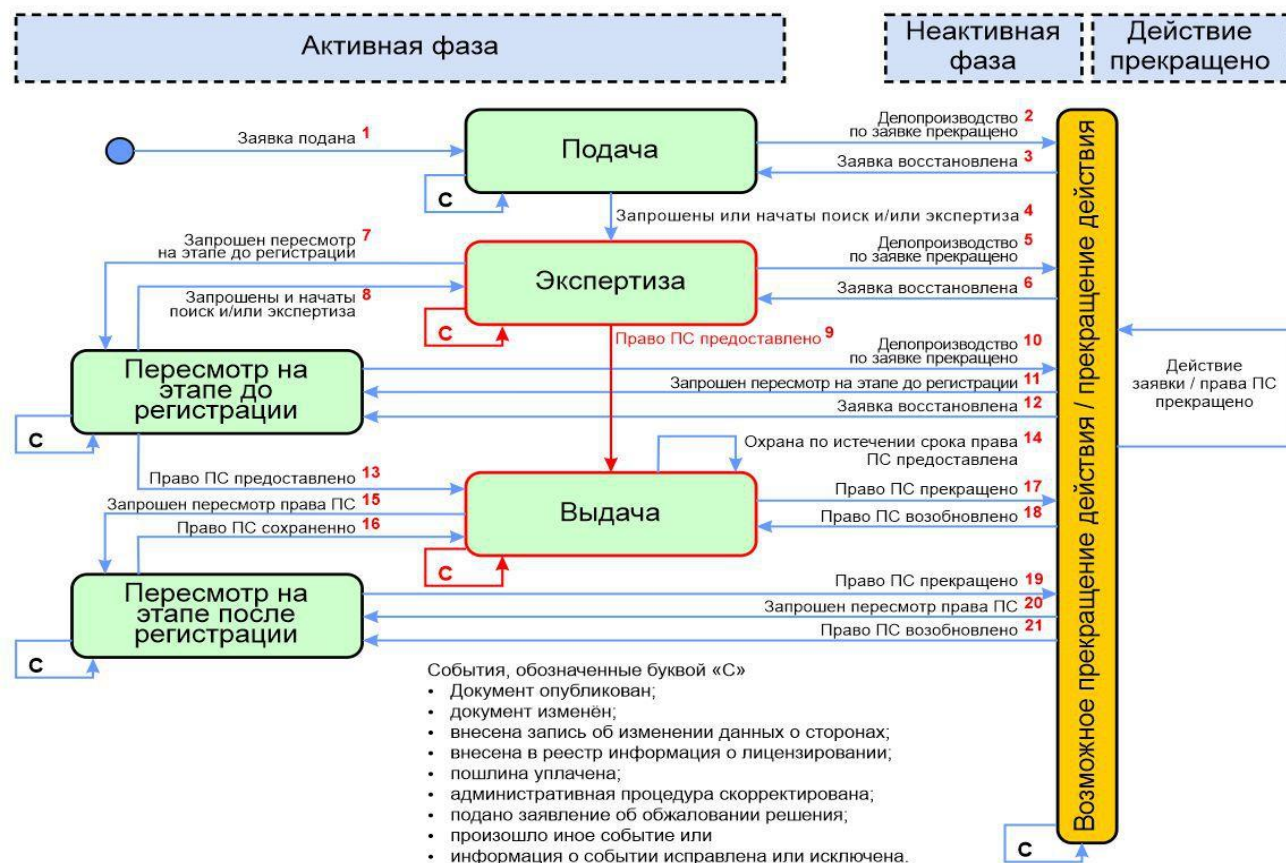 Активная фаза
Неактивная
фаза
Действие
прекращено
Заявка подана 1
Подача
Делопроизводство 2
по заявке прекращено
Заявка восстановлена 3
C
Запрошены или начаты поиск и/или экспертиза 4
Запрошен пересмотр 7
на этапе до регистрации
Экспертиза
Делопроизводство 5
по заявке прекращено
Заявка восстановлена 6
Запрошены и начаты 8
поиск и/или экспертиза
C
Право ПС предоставлено 9
Пересмотр на
этапе до
регистрации
Делопроизводство 10
по заявке прекращено
Запрошен пересмотр на этапе до регистрации 11
Заявка восстановлена 12
C
Действие
заявки / права ПС
прекращено
Охрана по истечении срока права 14
ПС предоставлена
Право ПС предоставлено 13
Запрошен пересмотр права ПС 15
Право ПС сохраненно 16
Выдача
Право ПС прекращено 17
Право ПС возобновлено 18
C
Пересмотр на
этапе после
регистрации
Право ПС прекращено 19
Запрошен пересмотр права ПС 20
Право ПС возобновлено 21
C
Возможное прекращение действия / прекращение действия
C
События, обозначенные буквой «С»
• Документ опубликован;
• документ изменён;
• внесена запись об изменении данных о сторонах;
• внесена в реестр информация о лицензировании;
• пошлина уплачена;
• административная процедура скорректирована;
• подано заявление об обжаловании решения;
• произошло иное событие или
• информация о событии исправлена или исключена.